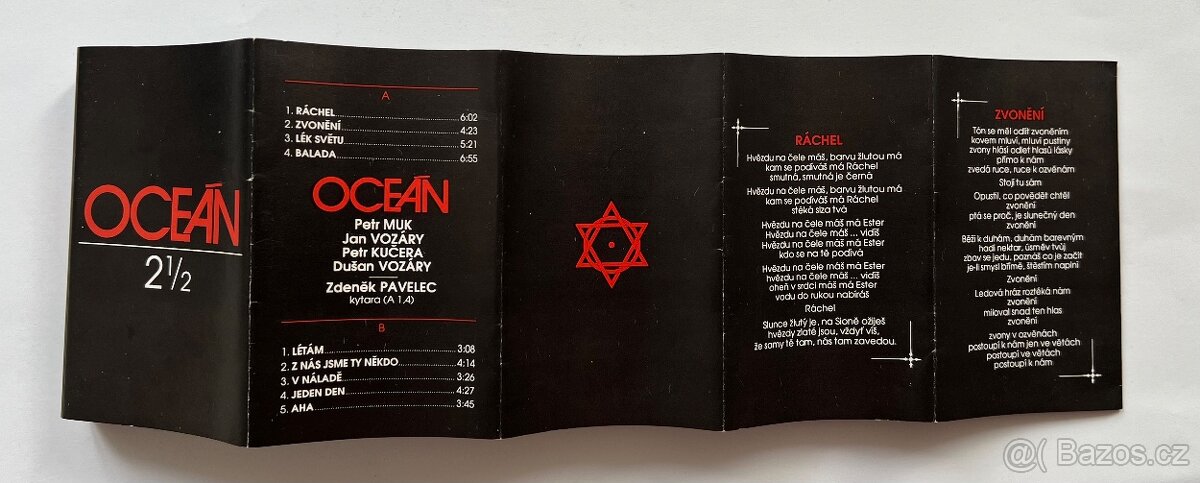 OCEÁN
2 1/2
A
1. RÁCHEL 6:02
2. ZVONĚNÍ 4:23
3. LÉK SVĚTU 5:21
4. BALADA 6:55
OCEÁN
Petr MUK
Jan VOZÁRY
Petr KUČERA
Dušan VOZÁRY
Zdeněk PAVELEC
kytara (A 1,4)
B
1. LÉTÁM 3:08
2. Z NÁS JSME TY NĚKDO 4:14
3. V NÁLADĚ 3:26
4. JEDEN DEN 4:27
5. AHA 3:45
RÁCHEL
Hvězdu na čele máš, barvu žlutou má
kam se podíváš má Ráchel
smutná, smutná je černá
Hvězdu na čele máš, barvu žlutou má
kam se podíváš má Ráchel
stéká slza tvá
Hvězdu na čele máš má Ester
Hvězdu na čele máš ... vidíš
Hvězdu na čele máš má Ester
kdo se na tě podívá
Hvězdu na čele máš má Ester
hvězdu na čele máš ... vidíš
oheň v srdci máš má Ester
vodu do rukou nabíráš
Ráchel
Slunce žlutý je, na Sioně ožiješ
hvězdy zlaté jsou, vždyť víš,
že samy tě tam, nás tam zavedou.
ZVONĚNÍ
Tón se měl odít zvoněním
kovem mluví, mluví pustiny
zvony hlásí odlet hlasů lásky
přímo k nám
zvedá ruce, ruce k ozvěnám
Stojí tu sám
Opustil, co povědět chtěl
zvonění
ptá se proč, je slunečný den
zvonění
Běží k duhám, duhám barevným
hadí nektar, úsměv tvůj
zbav se jedu, poznáš co je začít
je-li smysl břímě, štěstím naplní
Zvonění
Ledová hráz roztéká nám
zvonění
miloval snad ten hlas
zvonění
zvony v ozvěnách
postoupí k nám jen ve větách
postoupí ve větách
postoupí k nám
@( Bazos.cz